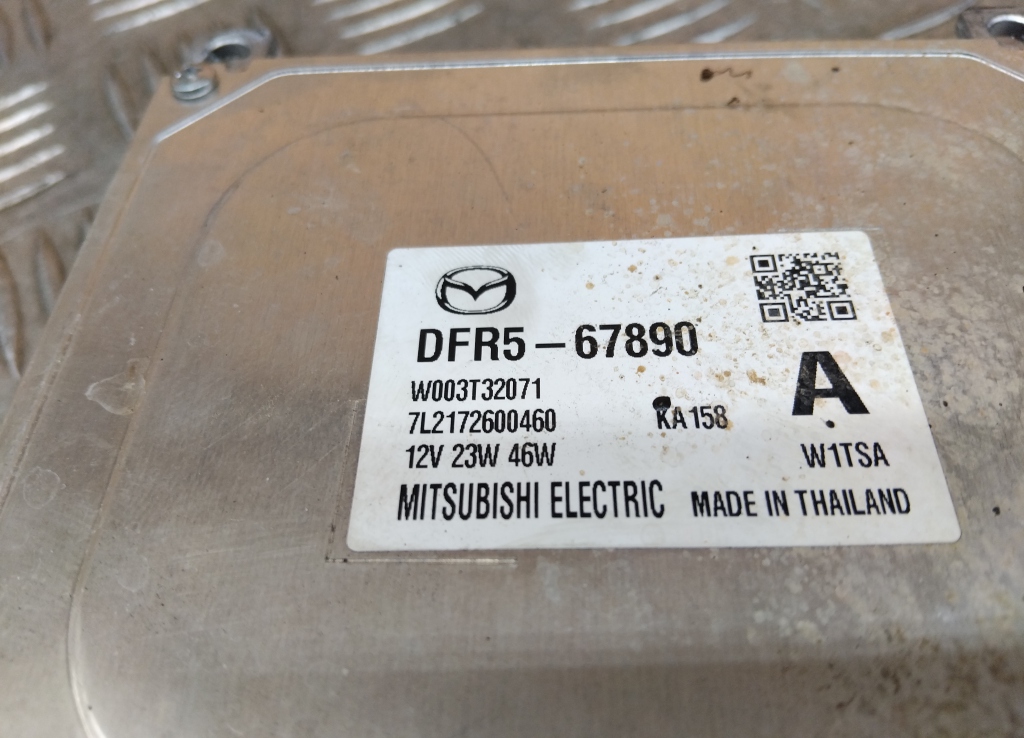 DFR5-67890
A
W003T32071
7L2172600460 KA158
12V 23W 46W W1TSA
MITSUBISHI ELECTRIC MADE IN THAILAND